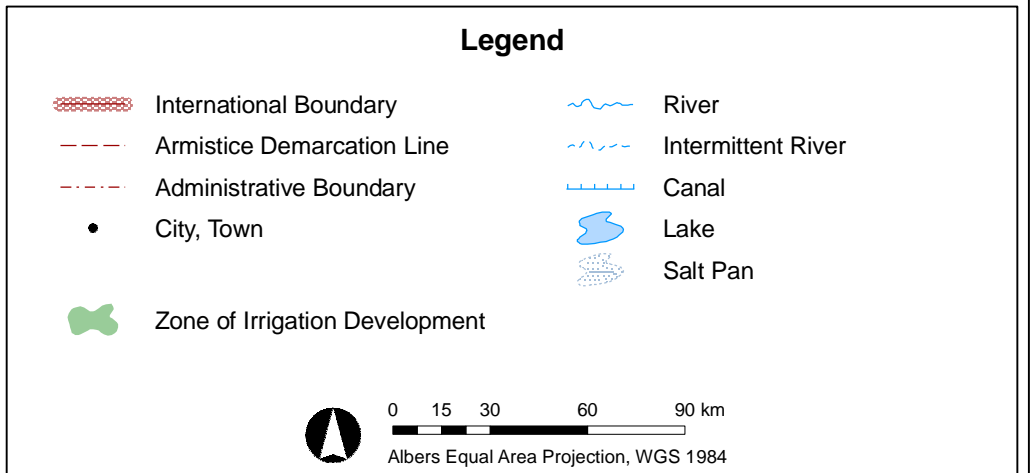 Legend
International Boundary
Armistice Demarcation Line
Administrative Boundary
City, Town
Zone of Irrigation Development
River
Intermittent River
Canal
Lake
Salt Pan
0 15 30 60 90 km
Albers Equal Area Projection, WGS 1984